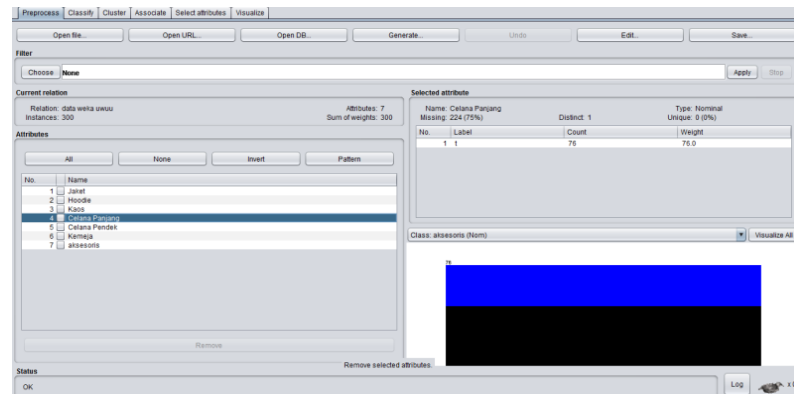 Preprocess Classify Cluster Associate Select attributes Visualize
Open file... Open URL... Open DB... Generate... Undo Edit... Save...
Filter
Choose None Apply Stop
Current relation
Relation: data weka uwuu Attributes: 7
Instances: 300 Sum of weights: 300
Attributes
All None Invert Pattern
No. Name
1 Jaket
2 Hoodie
3 Kaos
4 Celana Panjang
5 Celana Pendek
6 Kemeja
7 aksesoris
Remove
Selected attribute
Name: Celana Panjang Type: Nominal
Missing: 224 (75%) Distinct: 1 Unique: 0 (0%)
No. Label Count Weight
1 t 76 76.0
Class: aksesoris (Nom) Visualize All
76
Remove selected attributes.
Status
OK
Log x